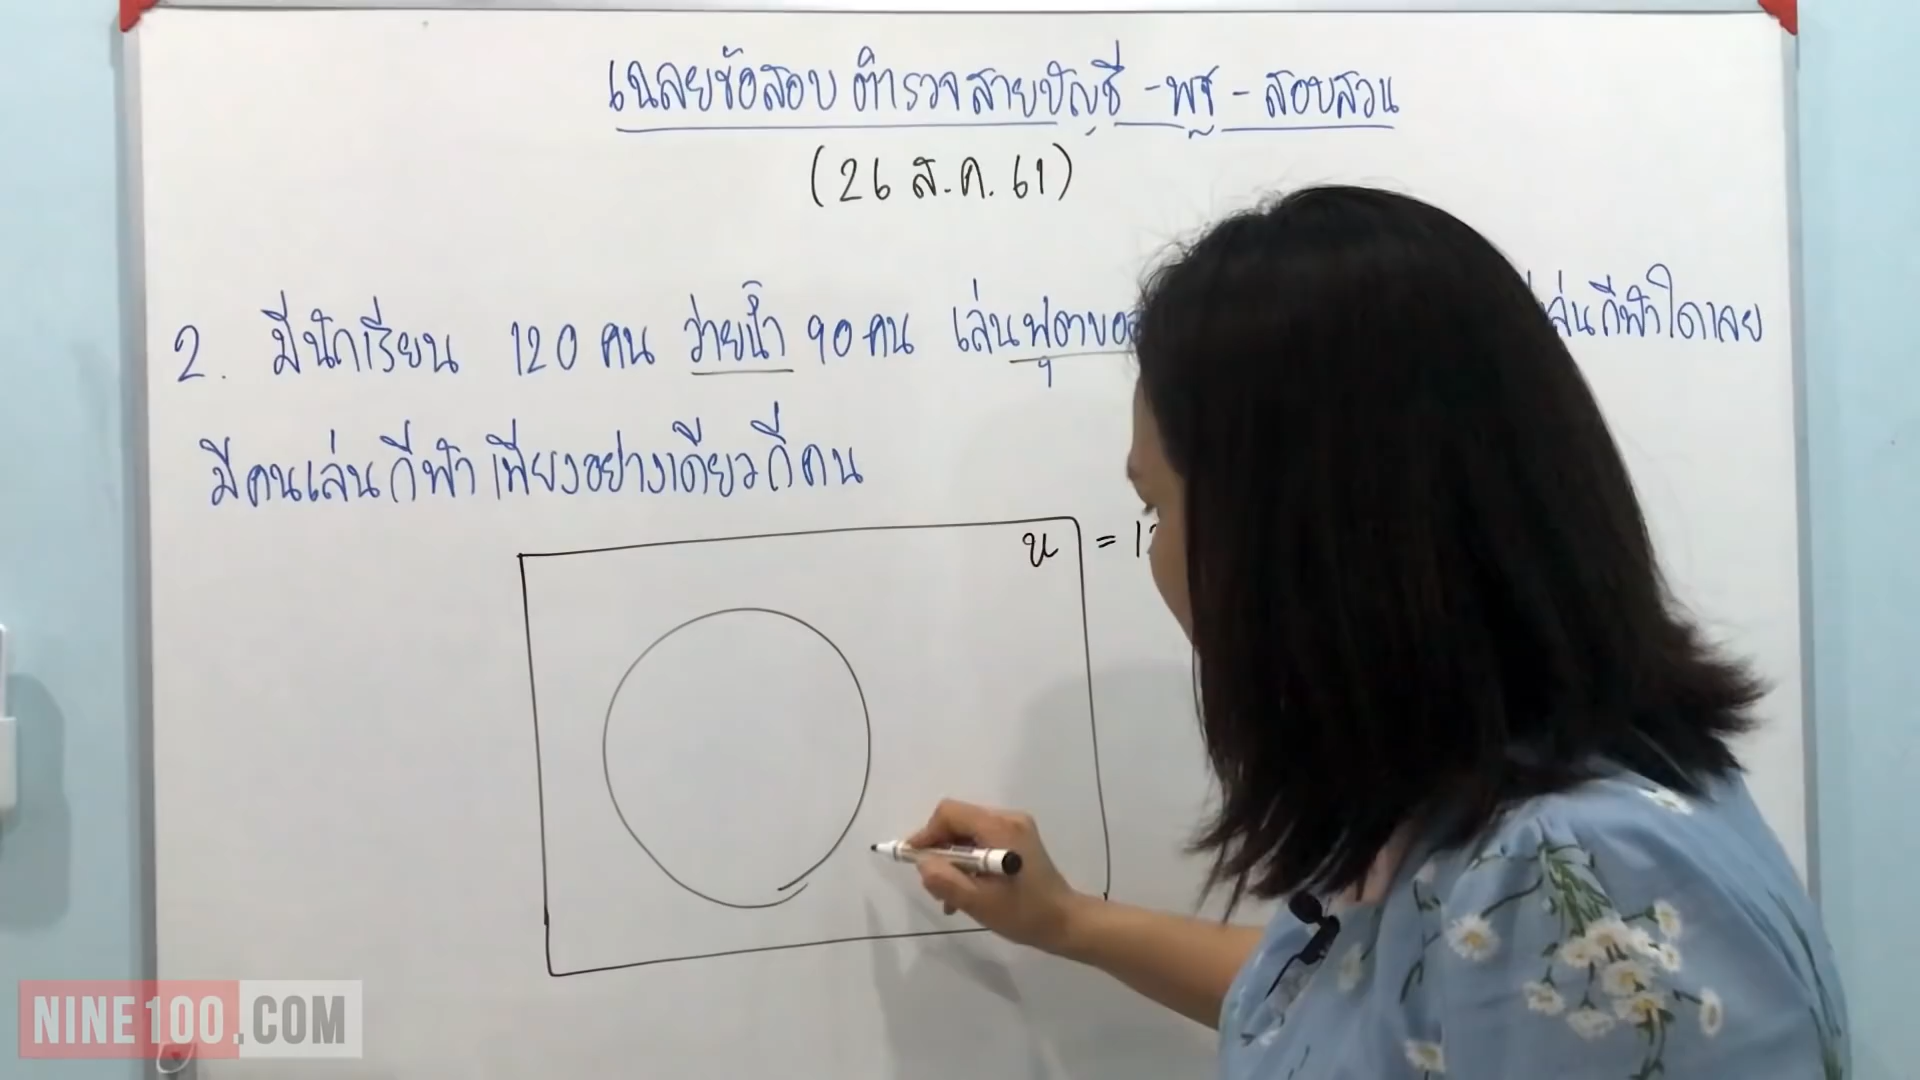 เฉลยข้อสอบ ตำรวจสายบัญชี - พฐ - สอบสวน
(26 ส.ค. 61)
2. มีนักเรียน 120 คน ว่ายน้ำ 90 คน เล่นฟุตบอ เล่นกีฬาใดเลย
มีคนเล่นกีฬาเพียงอย่างเดียวกี่คน
u = 12
NINE100.COM